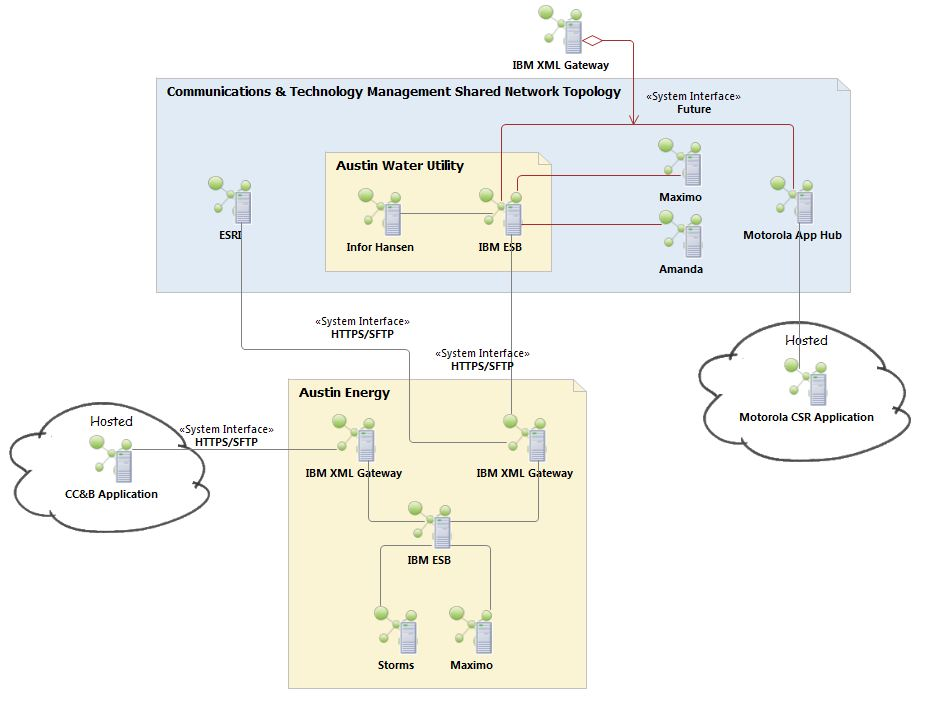 IBM XML Gateway
Communications & Technology Management Shared Network Topology
«System Interface»
Future
Austin Water Utility
Maximo
ESRI
Infor Hansen
IBM ESB
Motorola App Hub
Amanda
«System Interface»
HTTPS/SFTP
«System Interface»
HTTPS/SFTP
Hosted
Motorola CSR Application
Austin Energy
Hosted
«System Interface»
HTTPS/SFTP
CC&B Application
IBM XML Gateway
IBM XML Gateway
IBM ESB
Storms
Maximo